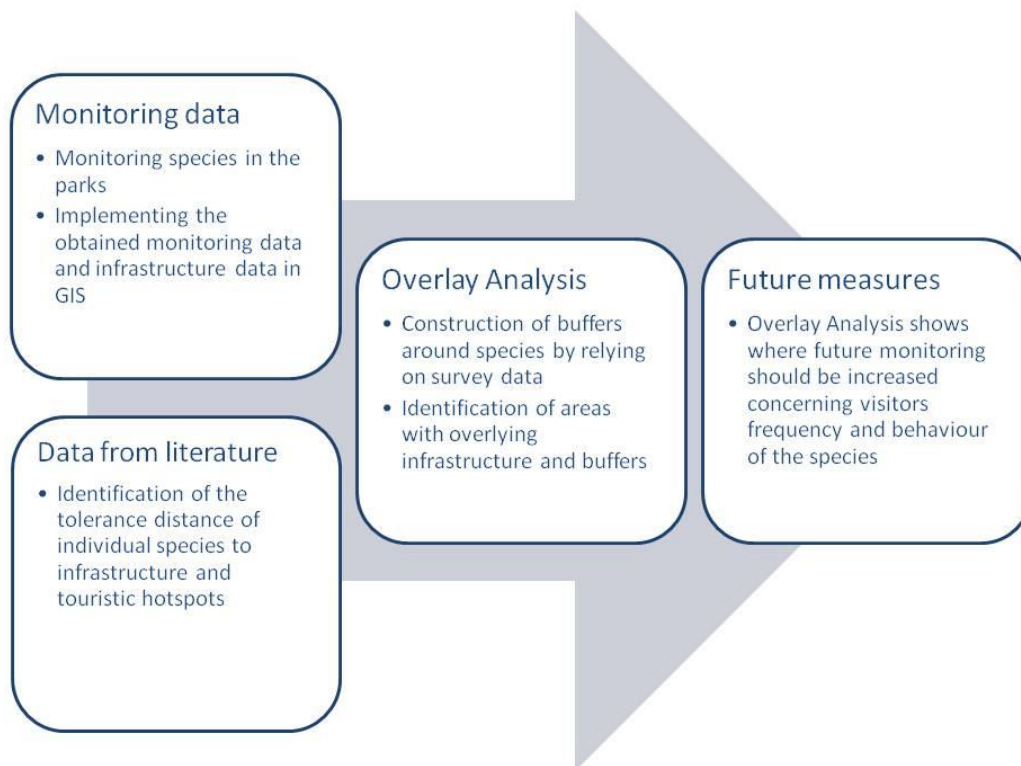 Monitoring data
• Monitoring species in the
parks
• Implementing the
obtained monitoring data
and infrastructure data in
GIS
Data from literature
• Identification of the
tolerance distance of
individual species to
infrastructure and
touristic hotspots
Overlay Analysis
• Construction of buffers
around species by relying
on survey data
• Identification of areas
with overlying
infrastructure and buffers
Future measures
• Overlay Analysis shows
where future monitoring
should be increased
concerning visitors
frequency and behaviour
of the species